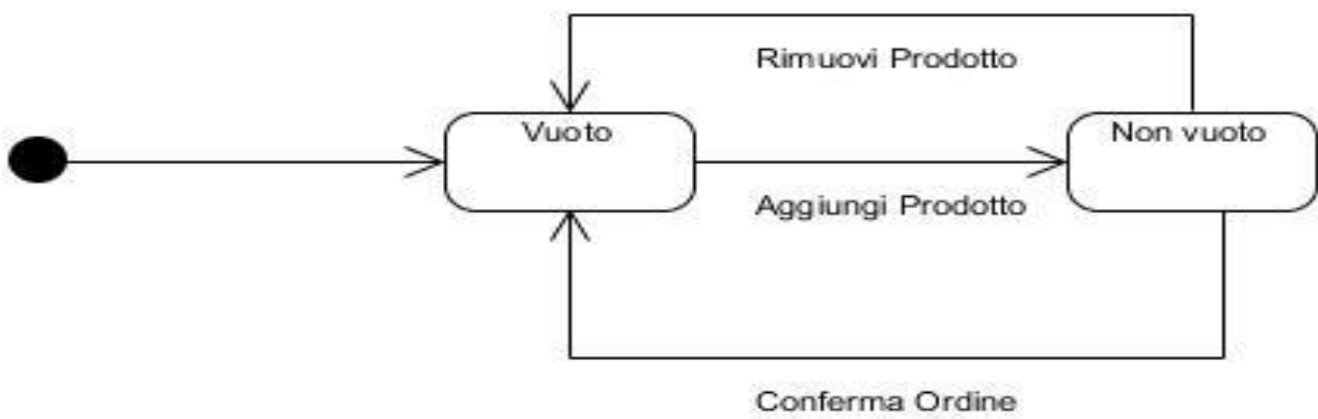 Rimuovi Prodotto
Vuoto
Non vuoto
Aggiungi Prodotto
Conferma Ordine